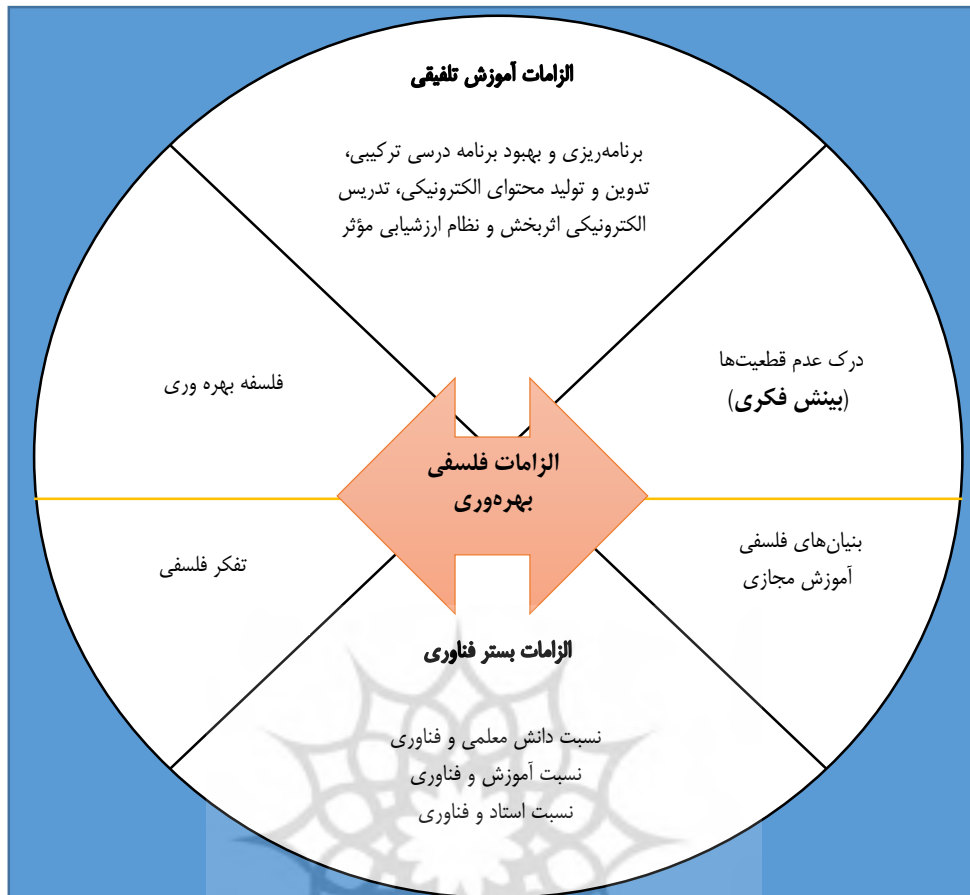 الزامات آموزش تلفیقی
برنامه‌ریزی و بهبود برنامه درسی ترکیبی،
تدوین و تولید محتوای الکترونیکی، تدریس
الکترونیکی اثربخش و نظام ارزشیابی مؤثر
درک عدم قطعیت‌ها
(بینش فکری)
فلسفه بهره وری
الزامات فلسفی
بهره‌وری
بنیان‌های فلسفی
آموزش مجازی
تفکر فلسفی
الزامات بستر فناوری
نسبت دانش معلمی و فناوری
نسبت آموزش و فناوری
نسبت استاد و فناوری